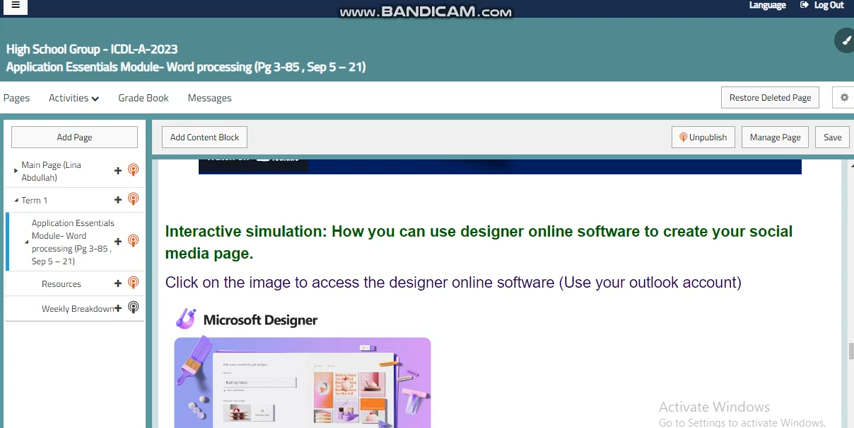 www.BANDICAM.com
Language Log Out
High School Group - ICDL-A-2023
Application Essentials Module- Word processing (Pg 3-85 , Sep 5 – 21)
Pages Activities Grade Book Messages Restore Deleted Page
Add Page Add Content Block Unpublish Manage Page Save
Main Page (Lina
Abdullah)
Term 1
Application Essentials
Module- Word
processing (Pg 3-85 ,
Sep 5 – 21)
Resources
Weekly Breakdown
Interactive simulation: How you can use designer online software to create your social
media page.
Click on the image to access the designer online software (Use your outlook account)
Microsoft Designer
Activate Windows
Go to Settings to activate Windows.